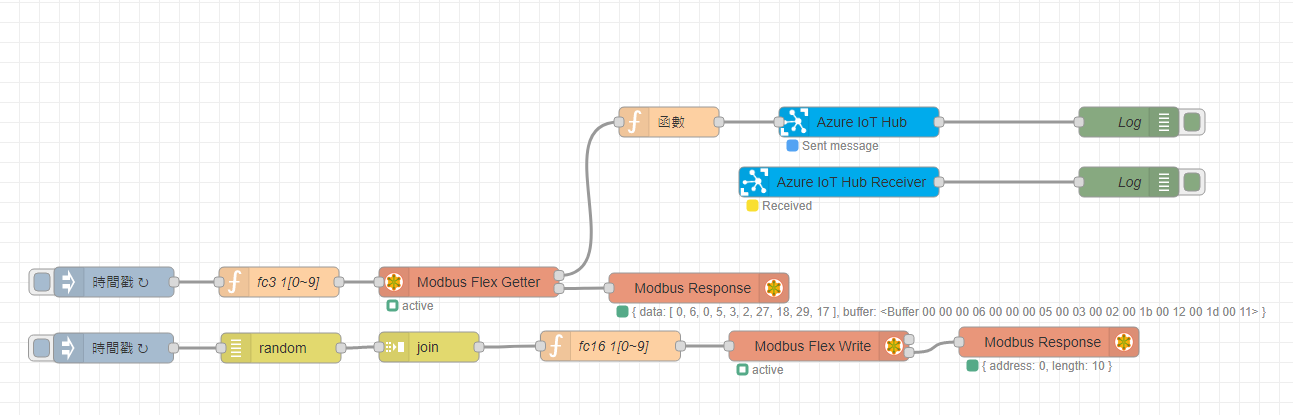 函數
Azure IoT Hub
Log
Sent message
Azure IoT Hub Receiver
Log
Received
時間戳 ↻
fc3 1[0~9]
Modbus Flex Getter
Modbus Response
active
{ data: [ 0, 6, 0, 5, 3, 2, 27, 18, 29, 17 ], buffer: <Buffer 00 00 00 06 00 00 00 05 00 03 00 02 00 1b 00 12 00 1d 00 11> }
時間戳 ↻
random
join
fc16 1[0~9]
Modbus Flex Write
Modbus Response
active
{ address: 0, length: 10 }